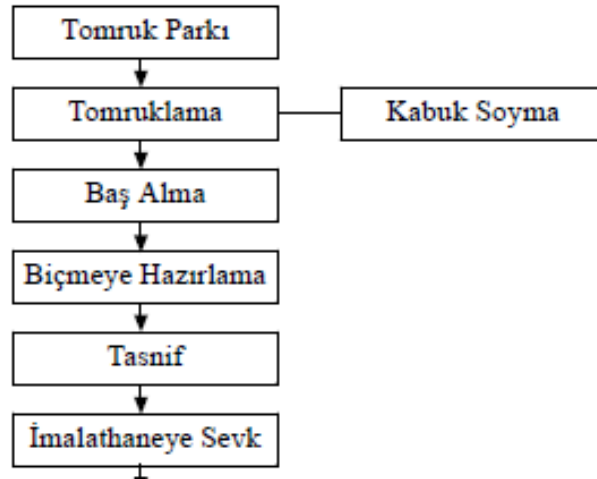 Tomruk Parkı
Tomruklama
Kabuk Soyma
Baş Alma
Biçmeye Hazırlama
Tasnif
İmalathaneye Sevk